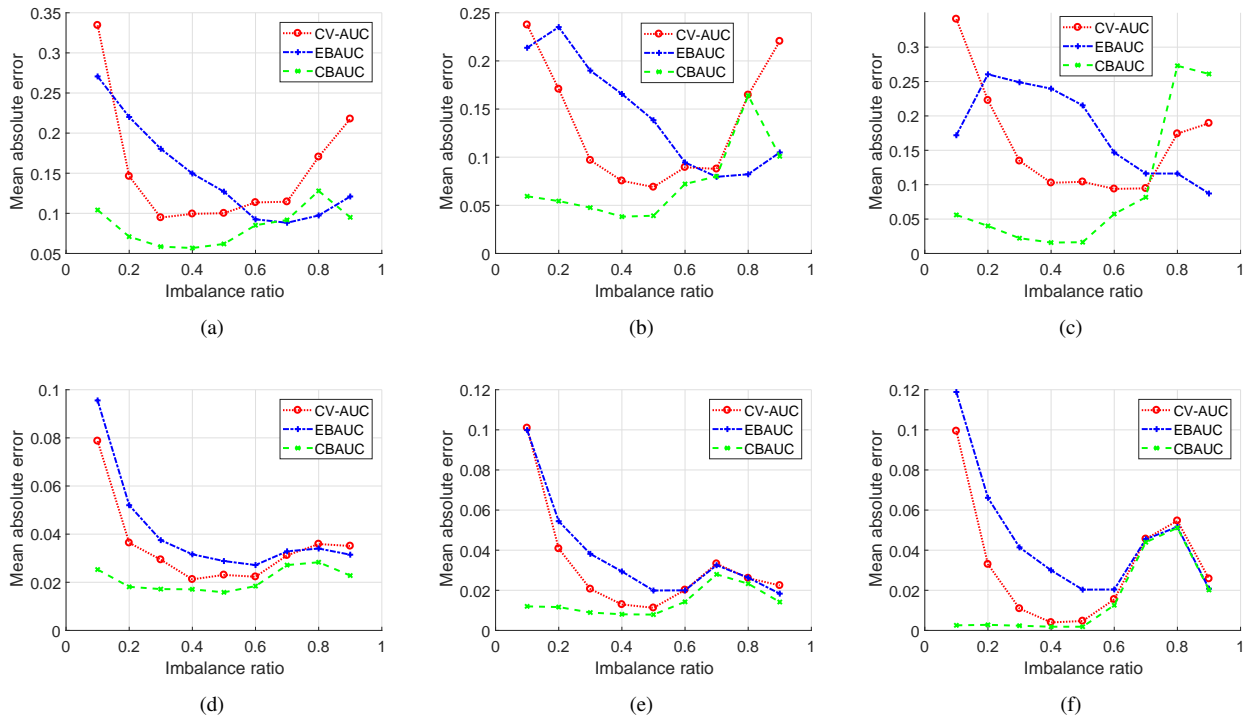 0.35
0.3
0.25
0.2
0.15
0.1
0.05
0
0.2
0.4
0.6
0.8
1
Mean absolute error
Imbalance ratio
CV-AUC
EBAUC
CBAUC
(a)
0.25
0.2
0.15
0.1
0.05
0
0
0.2
0.4
0.6
0.8
1
Mean absolute error
Imbalance ratio
CV-AUC
EBAUC
CBAUC
(b)
0.3
0.25
0.2
0.15
0.1
0.05
0
0
0.2
0.4
0.6
0.8
1
Mean absolute error
Imbalance ratio
CV-AUC
EBAUC
CBAUC
(c)
0.1
0.08
0.06
0.04
0.02
0
0
0.2
0.4
0.6
0.8
1
Mean absolute error
Imbalance ratio
CV-AUC
EBAUC
CBAUC
(d)
0.12
0.1
0.08
0.06
0.04
0.02
0
0
0.2
0.4
0.6
0.8
1
Mean absolute error
Imbalance ratio
CV-AUC
EBAUC
CBAUC
(e)
0.12
0.1
0.08
0.06
0.04
0.02
0
0
0.2
0.4
0.6
0.8
1
Mean absolute error
Imbalance ratio
CV-AUC
EBAUC
CBAUC
(f)